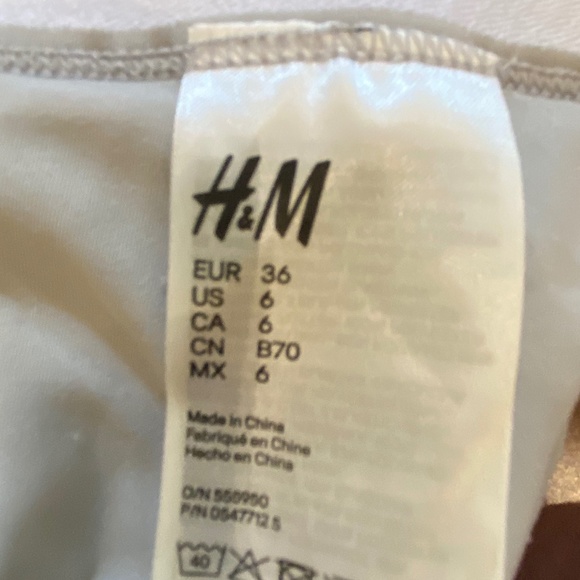 H&M
EUR 36
US 6
CA 6
CN B70
MX 6
Made in China
Fabriqué en Chine
Hecho en China
O/N 555950
P/N 0547712.5
40